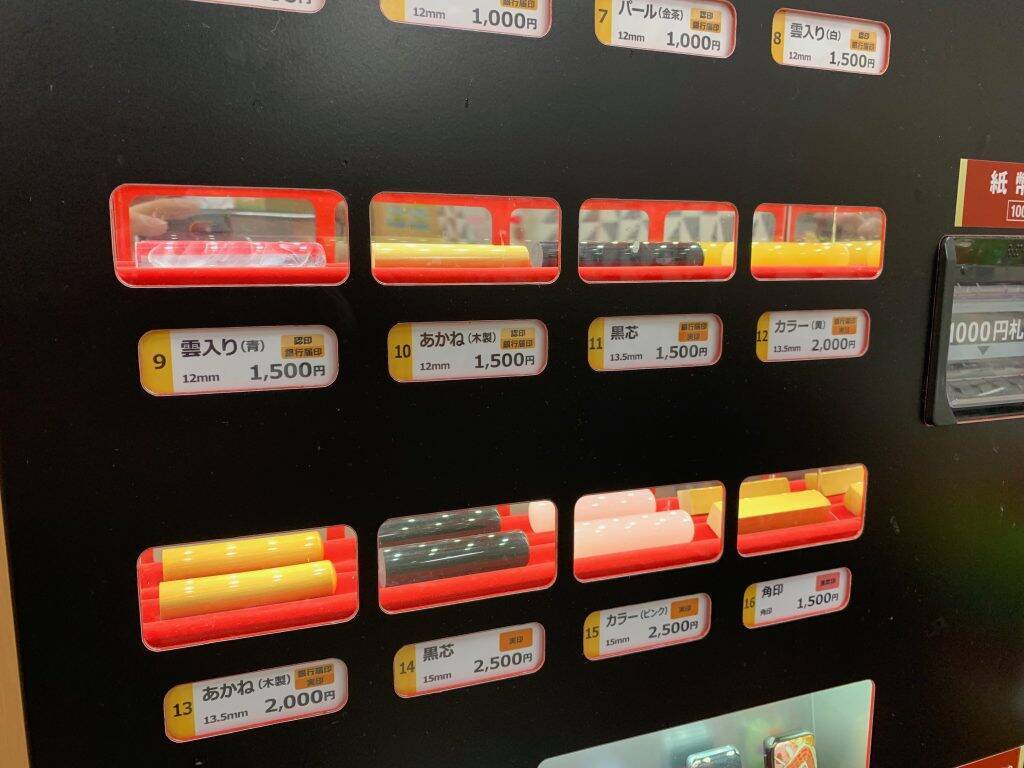 12mm 銀行届印 1,000円
7 パール(金茶) 認印
銀行届印
12mm 1,000円
8 雲入り(白) 認印
銀行届印
12mm 1,500円
紙幣
1000円札
9 雲入り(青) 認印
銀行届印
12mm 1,500円
10 あかね(木製) 認印
銀行届印
12mm 1,500円
11 黒芯 銀行届印
実印
13.5mm 1,500円
12 カラー(黄) 銀行届印
実印
13.5mm 2,000円
13 あかね(木製) 銀行届印
実印
13.5mm 2,000円
14 黒芯 実印
15mm 2,500円
15 カラー(ピンク) 実印
15mm 2,500円
16 角印
角印 1,500円